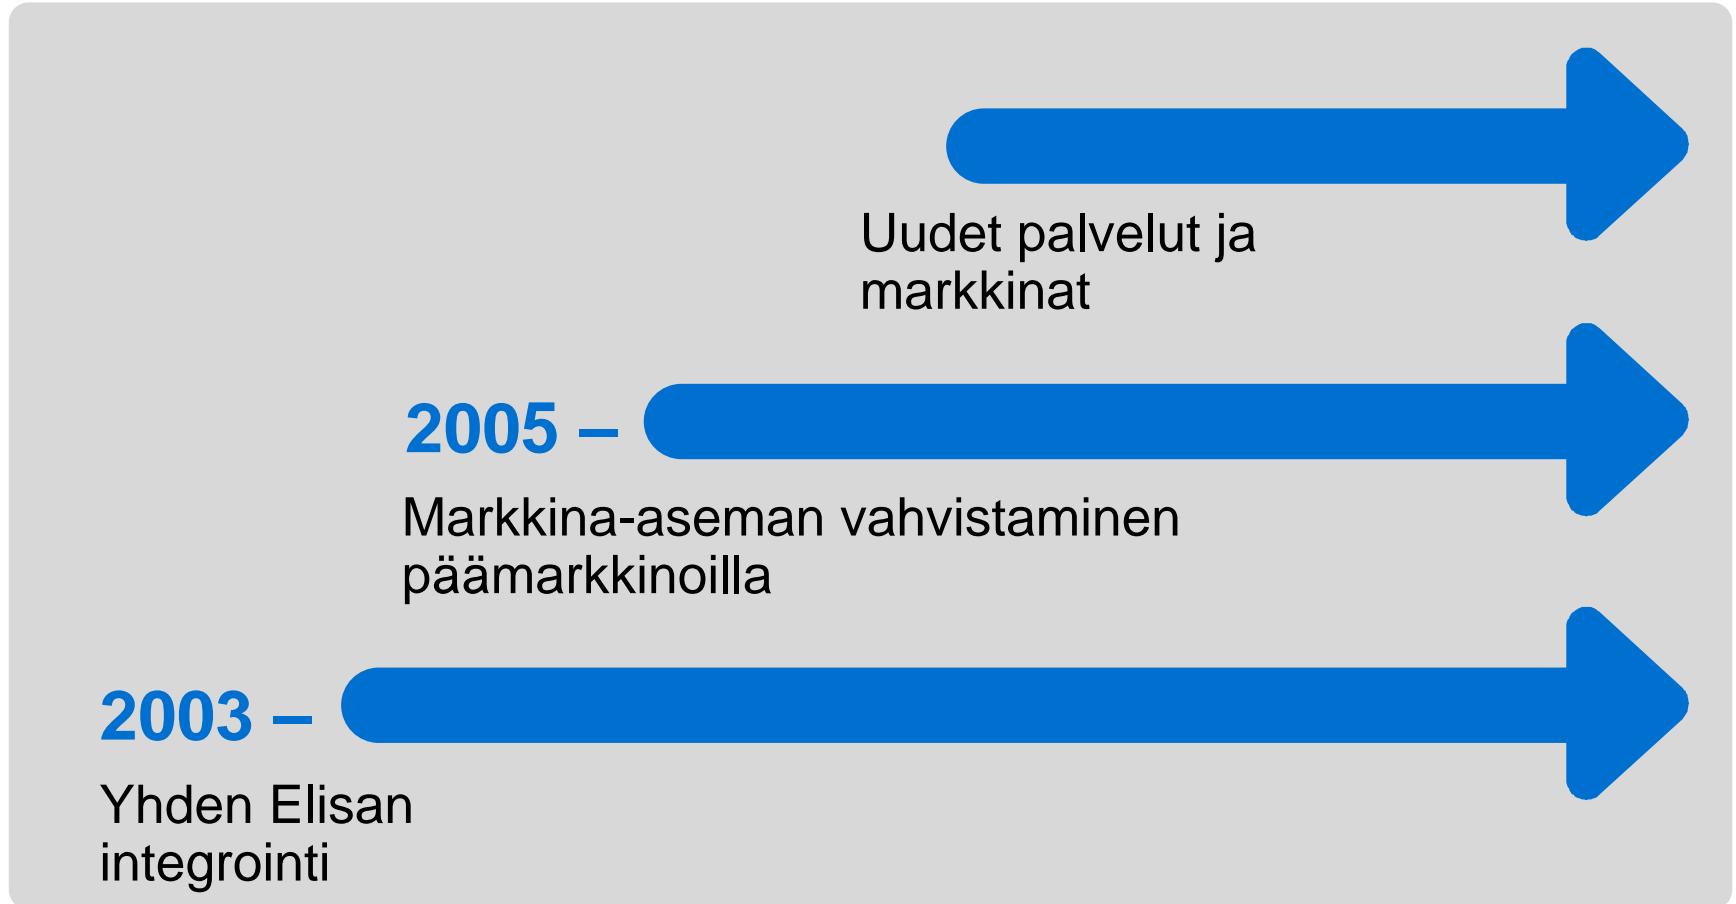 Uudet palvelut ja
markkinat
2005 –
Markkina-aseman vahvistaminen
päämarkkinoilla
2003 –
Yhden Elisan
integrointi